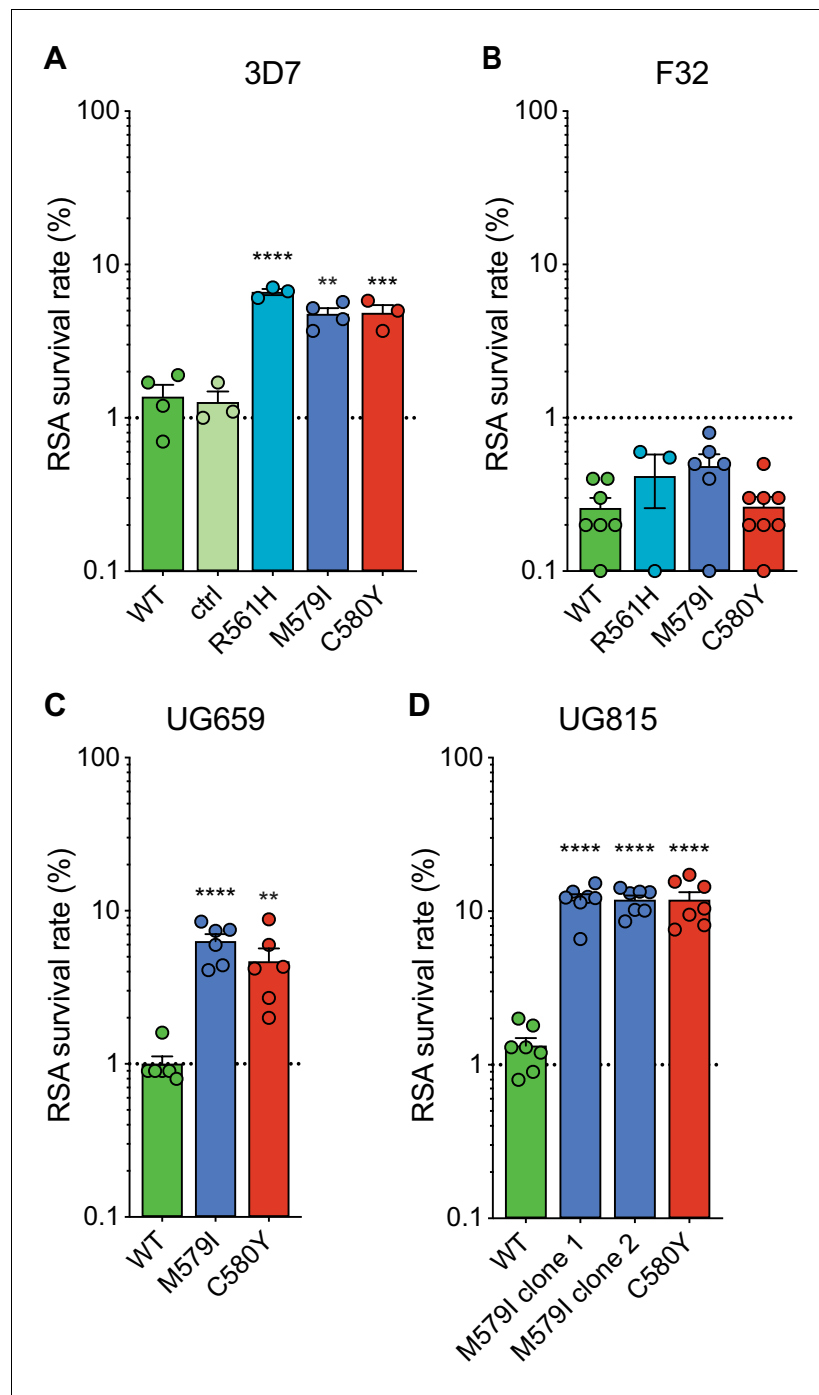 A
3D7
RSA survival rate (%)
100
10
1
0.1
****
**
***
WT
ctrl
R561H
M579I
C580Y
B
F32
RSA survival rate (%)
100
10
1
0.1
WT
R561H
M579I
C580Y
C
UG659
RSA survival rate (%)
100
10
1
0.1
****
**
WT
M579I
C580Y
D
UG815
RSA survival rate (%)
100
10
1
0.1
****
****
****
WT
M579I clone 1
M579I clone 2
C580Y